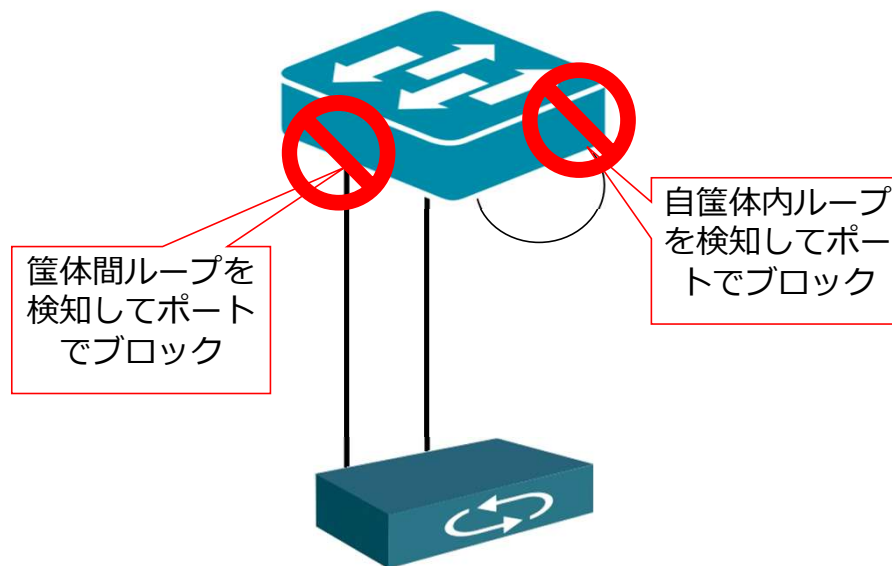 筐体間ループを
検知してポート
でブロック
自筐体内ループ
を検知してポー
トでブロック